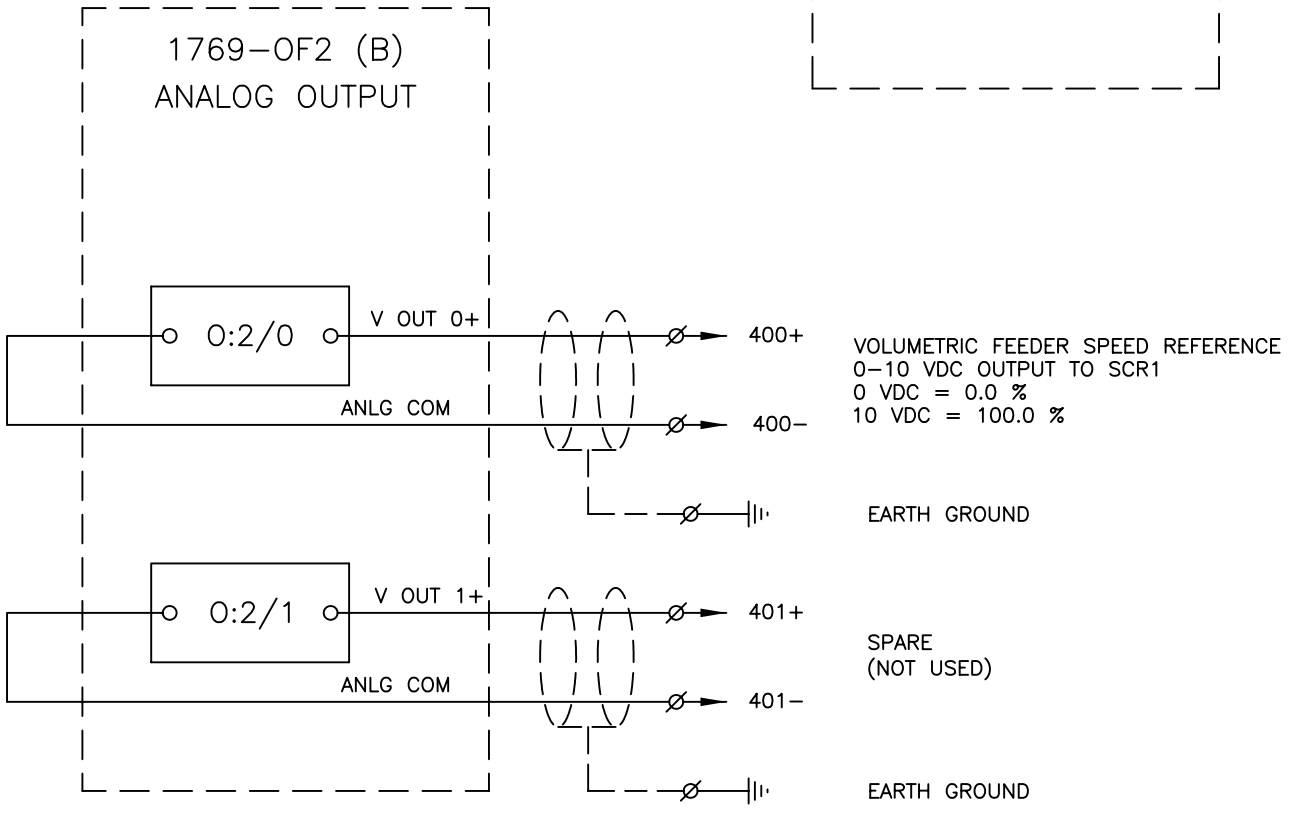 1769-OF2 (B)
ANALOG OUTPUT
O:2/0
V OUT 0+
400+
ANLG COM
400-
VOLUMETRIC FEEDER SPEED REFERENCE
0-10 VDC OUTPUT TO SCR1
0 VDC = 0.0 %
10 VDC = 100.0 %
EARTH GROUND
O:2/1
V OUT 1+
401+
ANLG COM
401-
SPARE
(NOT USED)
EARTH GROUND